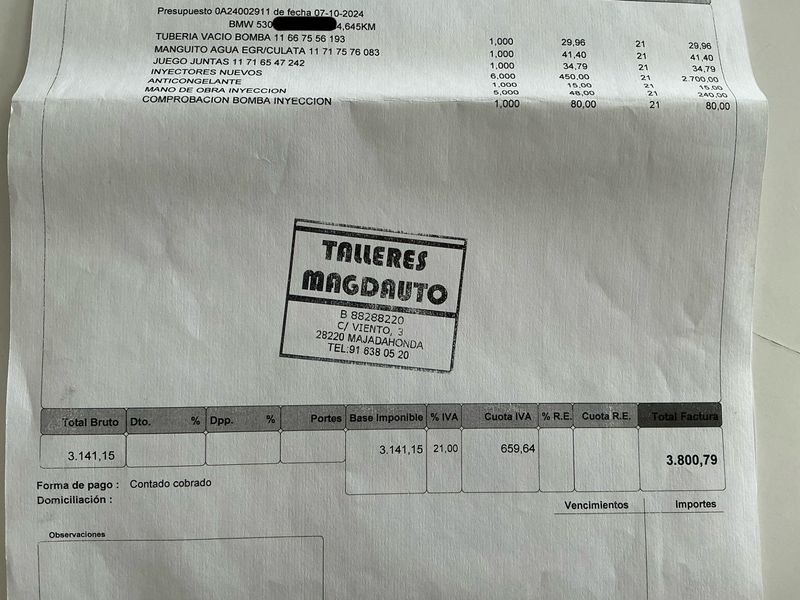 Presupuesto 0A24002911 de fecha 07-10-2024
BMW 530 4,645KM
TUBERIA VACIO BOMBA 11 66 75 56 193 1,000 29,96 21 29,96
MANGUITO AGUA EGR/CULATA 11 71 75 76 083 1,000 41,40 21 41,40
JUEGO JUNTAS 11 71 65 47 242 1,000 34,79 21 34,79
INYECTORES NUEVOS 6,000 450,00 21 2.700,00
ANTICONGELANTE 1,000 15,00 21 15,00
MANO DE OBRA INYECCION 5,000 48,00 21 240,00
COMPROBACION BOMBA INYECCION 1,000 80,00 21 80,00
TALLERES
MAGDAUTO
B 88288220
C/ VIENTO, 3
28220 MAJADAHONDA
TEL:91 638 05 20
Total Bruto Dto. % Dpp. % Portes Base Imponible % IVA Cuota IVA % R.E. Cuota R.E. Total Factura
3.141,15 3.141,15 21,00 659,64 3.800,79
Forma de pago : Contado cobrado
Domiciliación :
Vencimientos Importes
Observaciones